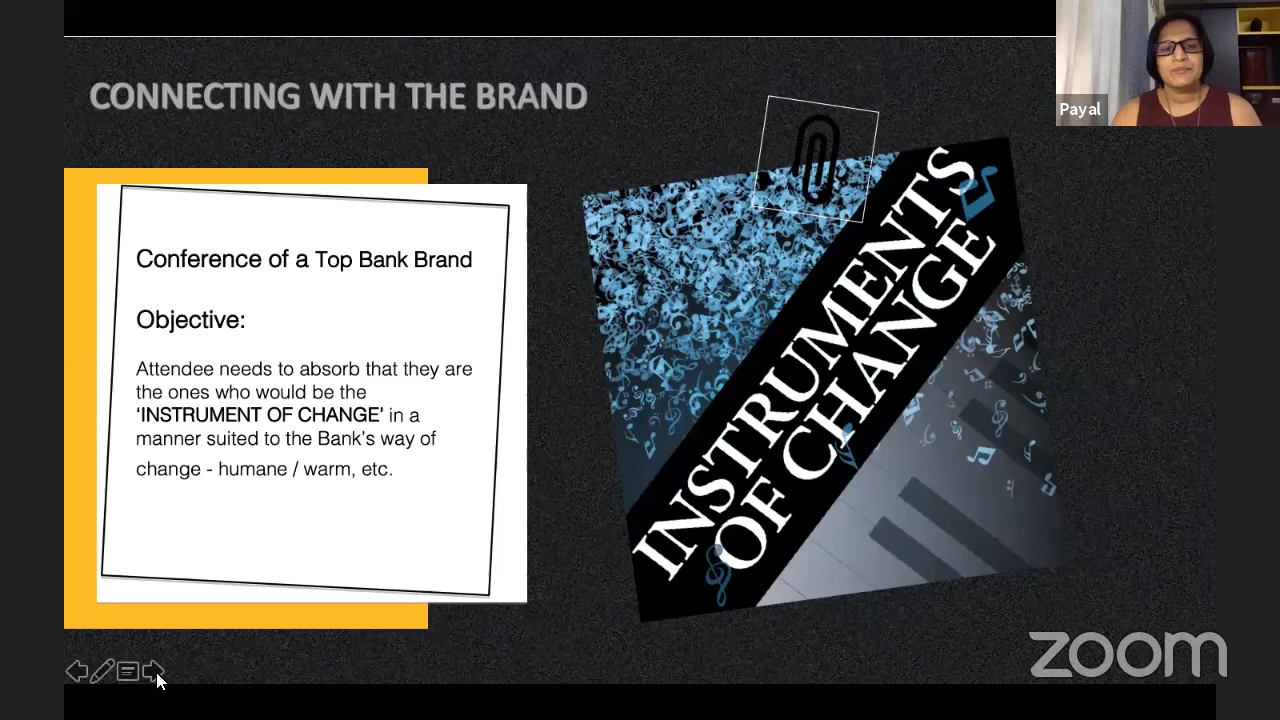 CONNECTING WITH THE BRAND
Payal
Conference of a Top Bank Brand
Objective:
Attendee needs to absorb that they are
the ones who would be the
‘INSTRUMENT OF CHANGE’ in a
manner suited to the Bank’s way of
change - humane / warm, etc.
INSTRUMENTS
OF CHANGE
zoom